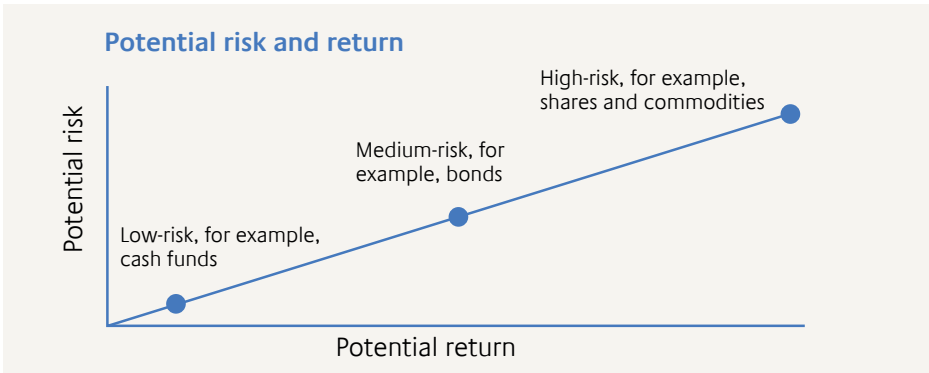 Potential risk and return
High-risk, for example,
shares and commodities
Medium-risk, for
example, bonds
Low-risk, for example,
cash funds
Potential risk
Potential return